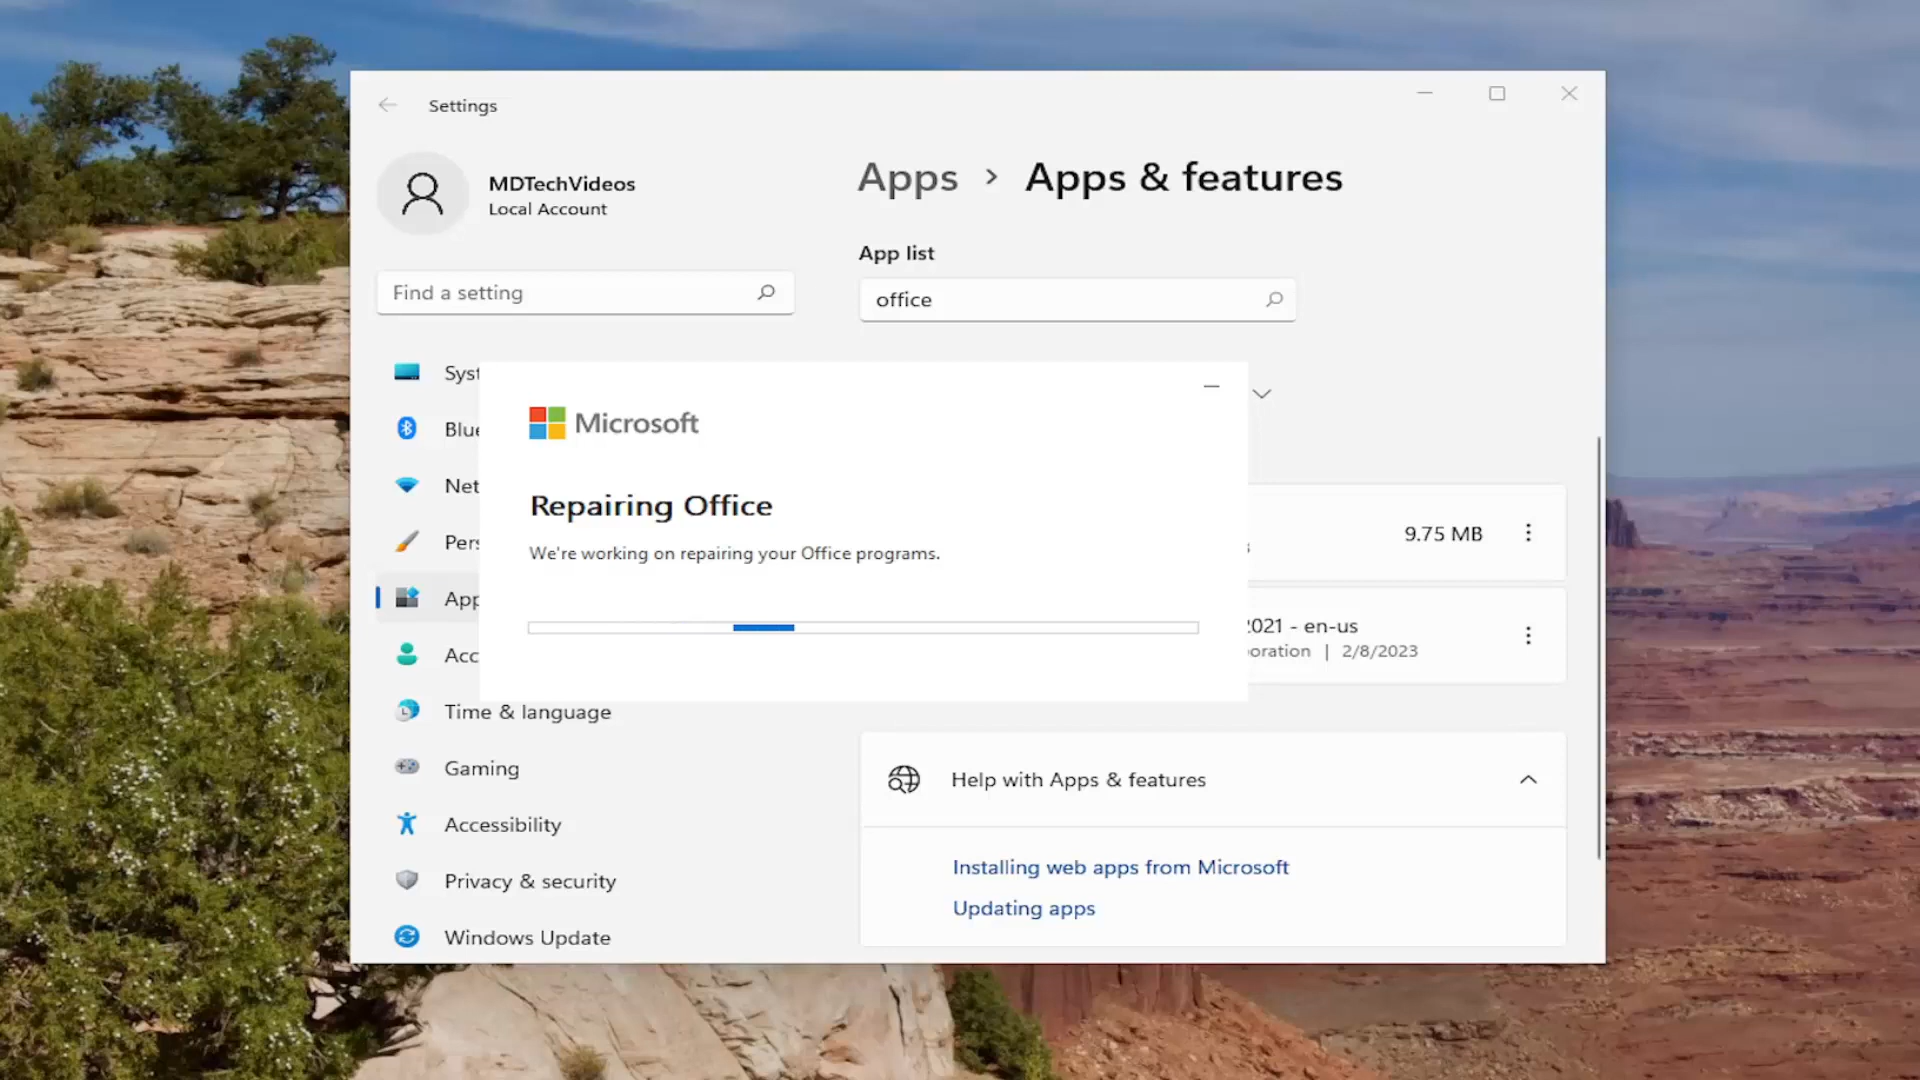 Settings
MDTechVideos
Local Account
Find a setting
Apps > Apps & features
App list
office
Microsoft
Repairing Office
We're working on repairing your Office programs.
9.75 MB
2021 - en-us
2/8/2023
Time & language
Gaming
Accessibility
Privacy & security
Windows Update
Help with Apps & features
Installing web apps from Microsoft
Updating apps